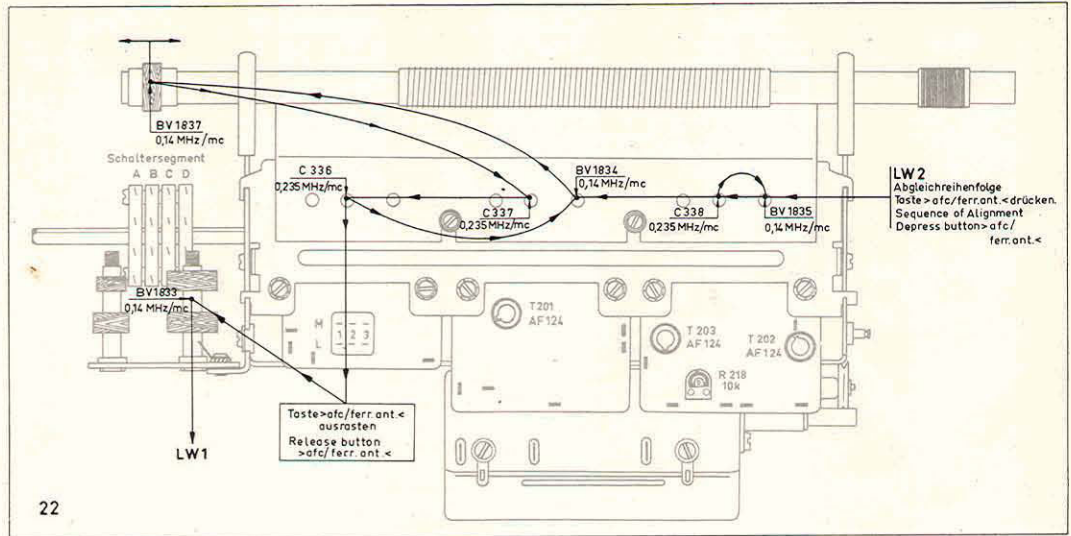 BV 1837
0,14 MHz/mc
Schaltersegment
A B C D
C 336
0,235 MHz/mc
BV 1834
0,14 MHz/mc
C 337
0,235 MHz/mc
C 338
0,235 MHz/mc
BV 1835
0,14 MHz/mc
LW2
Abgleichreihenfolge
Taste >afc/ferr.ant.< drücken.
Sequence of Alignment
Depress button >afc/
ferr. ant.<
BV 1833
0,14 MHz/mc
M
1 2 3
L
T 201
AF 124
T 203
AF 124
T 202
AF 124
R 218
10k
Taste >afc/ferr. ant.<
ausrasten
Release button
>afc/ferr. ant.<
LW1
22